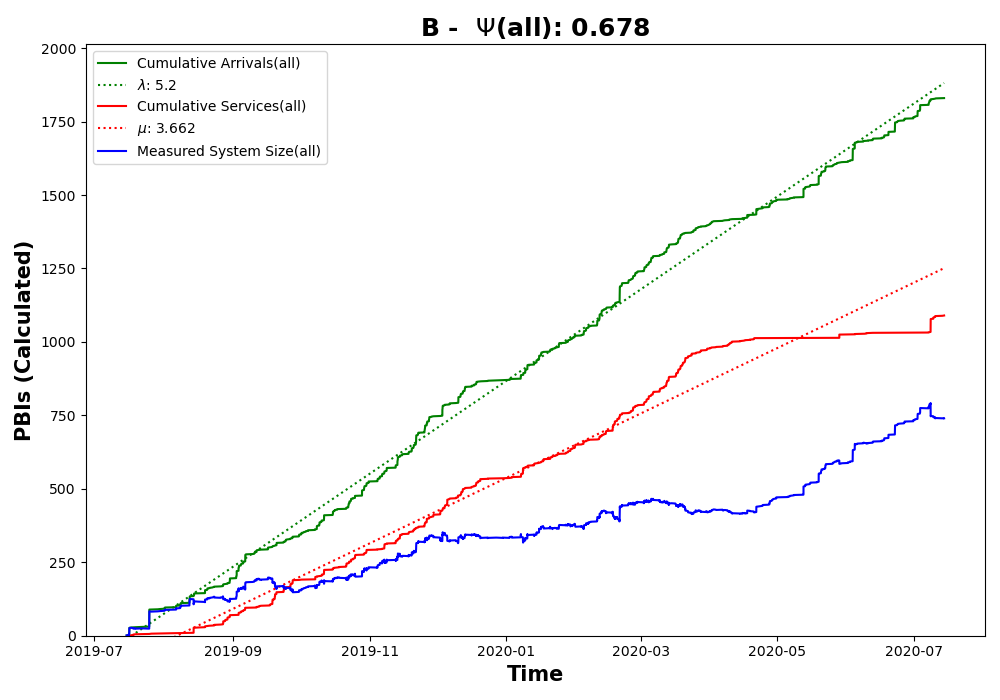 B - Ψ(all): 0.678
2000
1750
1500
1250
1000
750
500
250
0
PBIs (Calculated)
Cumulative Arrivals(all)
λ: 5.2
Cumulative Services(all)
μ: 3.662
Measured System Size(all)
2019-07 2019-09 2019-11 2020-01 2020-03 2020-05 2020-07
Time